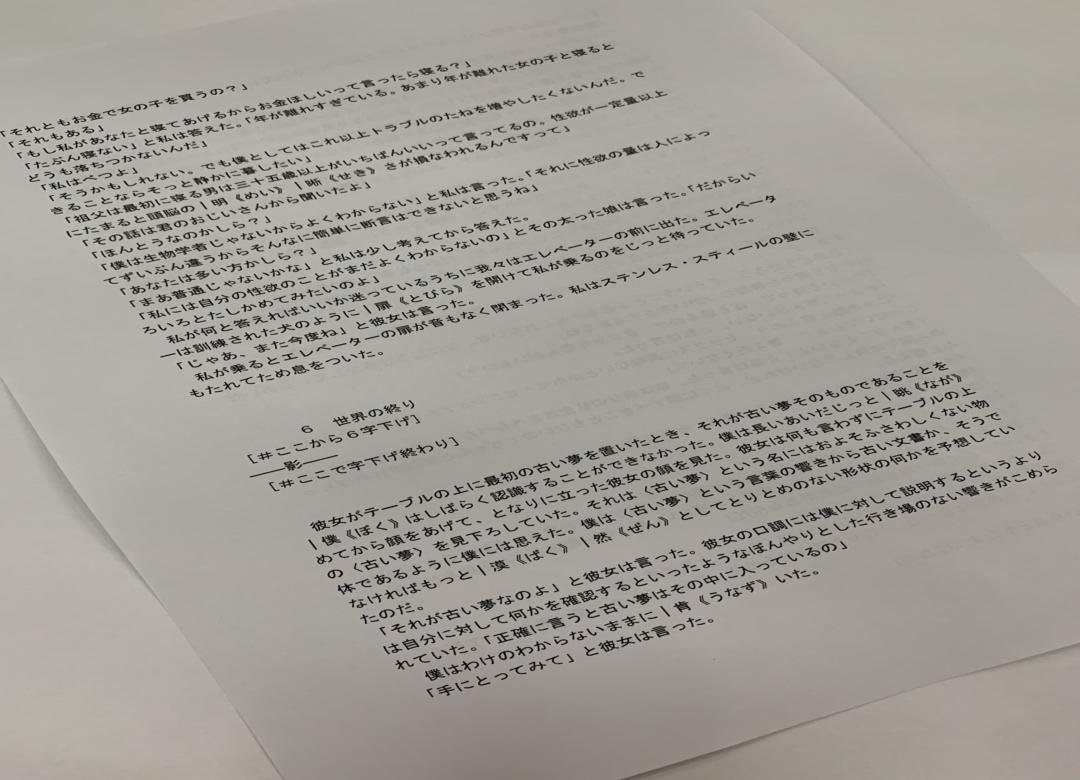 「それともお金で女の子を買うの？」
「それもある」
「もし私があなたと寝てあげるからお金ほしいって言ったら寝る？」
「たぶん寝ない」と私は答えた。「年が離れすぎている。あまり年が離れた女の子と寝ると
どうも落ちつかないんだ」
「私はべつよ」
「そうかもしれない。でも僕としてはこれ以上トラブルのたねを増やしたくないんだ。で
きることならそっと静かに暮したい」
「祖父は最初に寝る男は三十五歳以上がいちばんいいって言ってるの。性欲が一定量以上
にたまると頭脳の｜明《めい》｜晰《せき》さが損なわれるんですって」
「その話は君のおじいさんから聞いたよ」
「ほんとうなのかしら？」
「僕は生物学者じゃないからよくわからない」と私は言った。「それに性欲の量は人によっ
てずいぶん違うからそんなに簡単に断言はできないと思うね」
「あなたは多い方かしら？」
「まあ普通じゃないかな」と私は少し考えてから答えた。
「私には自分の性欲のことがまだよくわからないの」とその太った娘は言った。「だからい
ろいろとたしかめてみたいのよ」
　私が何と答えればいいか迷っているうちに我々はエレベーターの前に出た。エレベータ
ーは訓練された犬のように｜扉《とびら》を開けて私が乗るのをじっと待っていた。
「じゃあ、また今度ね」と彼女は言った。
　私が乗るとエレベーターの扉が音もなく閉まった。私はステンレス・スティールの壁に
もたれてため息をついた。
６　世界の終り
［＃ここから６字下げ］
――影――
［＃ここで字下げ終わり］
　彼女がテーブルの上に最初の古い夢を置いたとき、それが古い夢そのものであることを
｜僕《ぼく》はしばらく認識することができなかった。僕は長いあいだじっと｜眺《なが》
めてから顔をあげて、となりに立った彼女の顔を見た。彼女は何も言わずにテーブルの上
の〈古い夢〉を見下ろしていた。それは〈古い夢〉という名にはおよそふさわしくない物
体であるように僕には思えた。僕は〈古い夢〉という言葉の響きから古い文書か、そうで
なければもっと｜漠《ばく》｜然《ぜん》としてとりとめのない形状の何かを予想してい
たのだ。
「それが古い夢なのよ」と彼女は言った。彼女の口調には僕に対して説明するというより
は自分に対して何かを確認するといったようなぼんやりとした行き場のない響きがこめら
れていた。「正確に言うと古い夢はその中に入っているの」
　僕はわけのわからないままに｜肯《うなず》いた。
「手にとってみて」と彼女は言った。